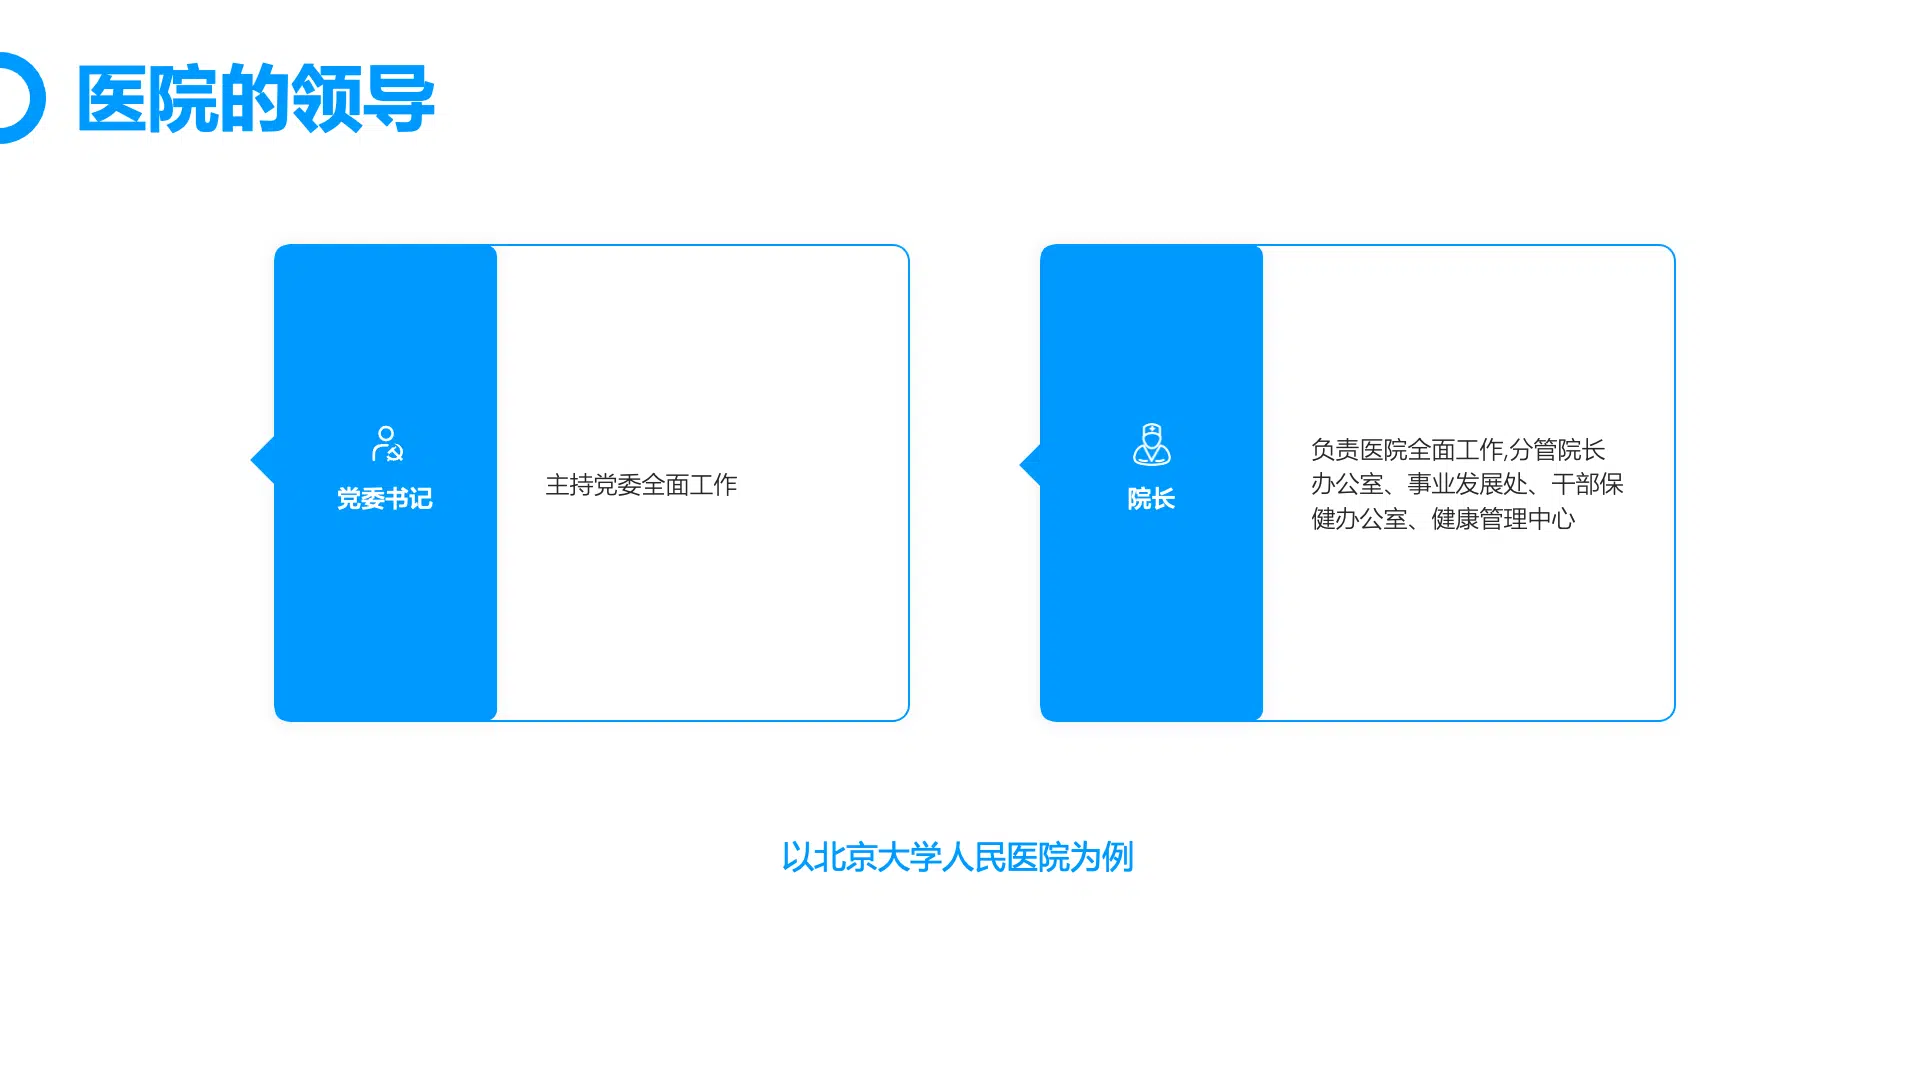 医院的领导
党委书记
主持党委全面工作
院长
负责医院全面工作,分管院长
办公室、事业发展处、干部保
健办公室、健康管理中心
以北京大学人民医院为例